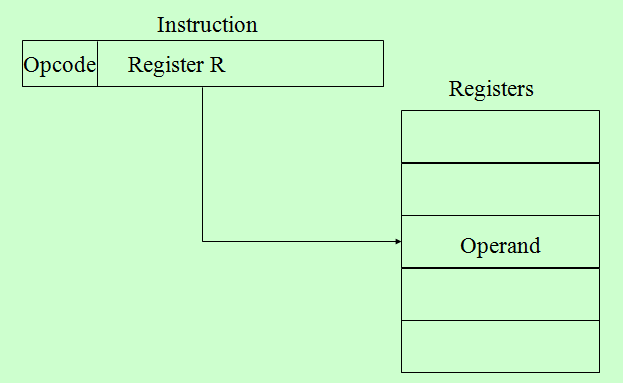 Instruction
Opcode Register R
Registers
Operand